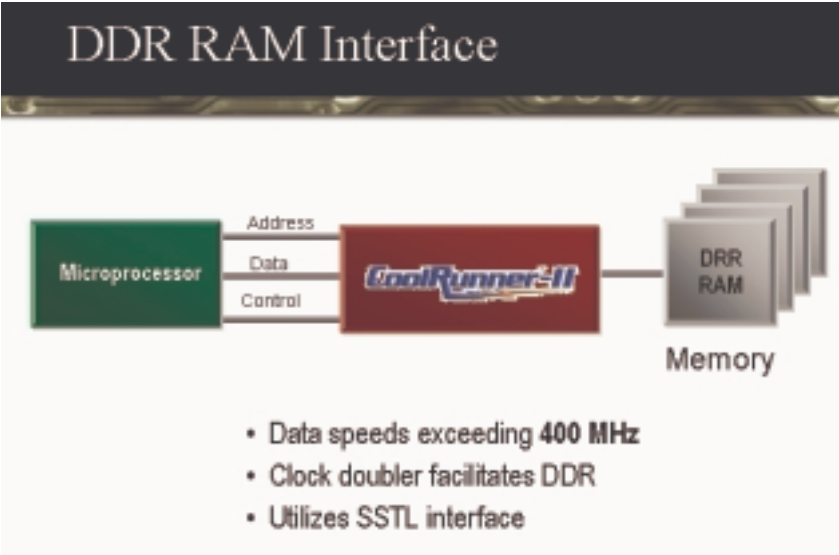 DDR RAM Interface
Address
Microprocessor
Data
Control
CoolRunner-II
DRR
RAM
Memory
• Data speeds exceeding 400 MHz
• Clock doubler facilitates DDR
• Utilizes SSTL interface